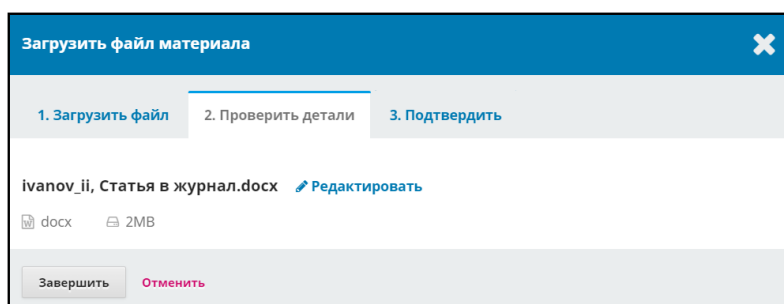 Загрузить файл материала
1. Загрузить файл 2. Проверить детали 3. Подтвердить
ivanov_ii, Статья в журнал.docx Редактировать
docx 2MB
Завершить Отменить